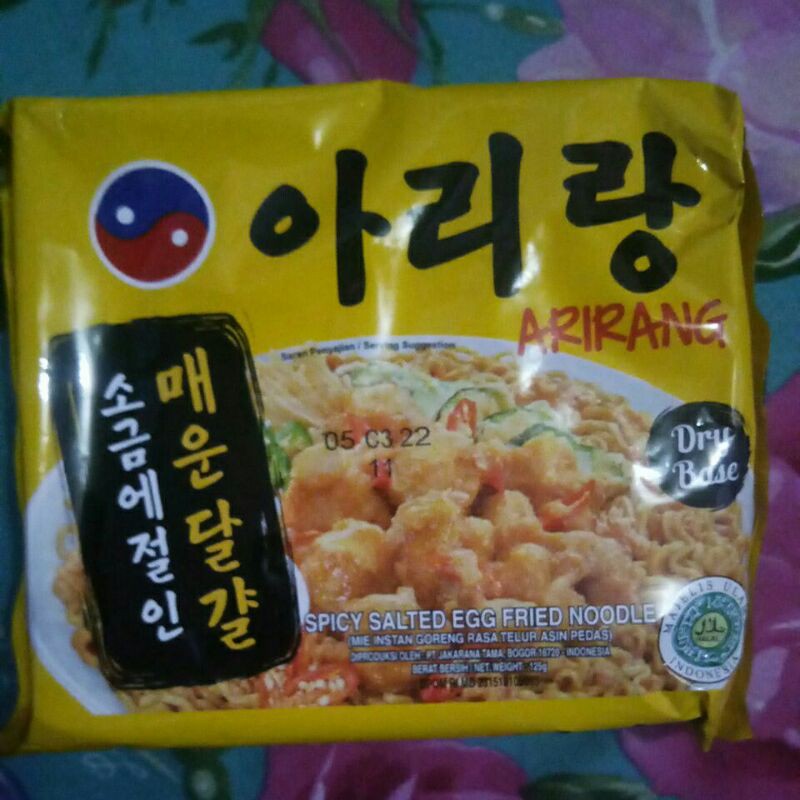 아리랑
ARIRANG
Saran Penyajian / Serving Suggestion
매운달걀
소금에절인
05 03 22
11
Dry
Base
SPICY SALTED EGG FRIED NOODLE
(MIE INSTAN GORENG RASA TELUR ASIN PEDAS)
DIPRODUKSI OLEH : PT JAKARANA TAMA, BOGOR 16720 - INDONESIA
BERAT BERSIH / NET WEIGHT : 125g
MAJELIS
HALAL
INDONESIA